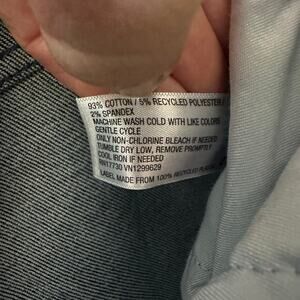 93% COTTON / 5% RECYCLED POLYESTER /
2% SPANDEX
MACHINE WASH COLD WITH LIKE COLORS
GENTLE CYCLE
ONLY NON-CHLORINE BLEACH IF NEEDED
TUMBLE DRY LOW, REMOVE PROMPTLY
COOL IRON IF NEEDED
RN17730 VN1299629
LABEL MADE FROM 100% RECYCLED